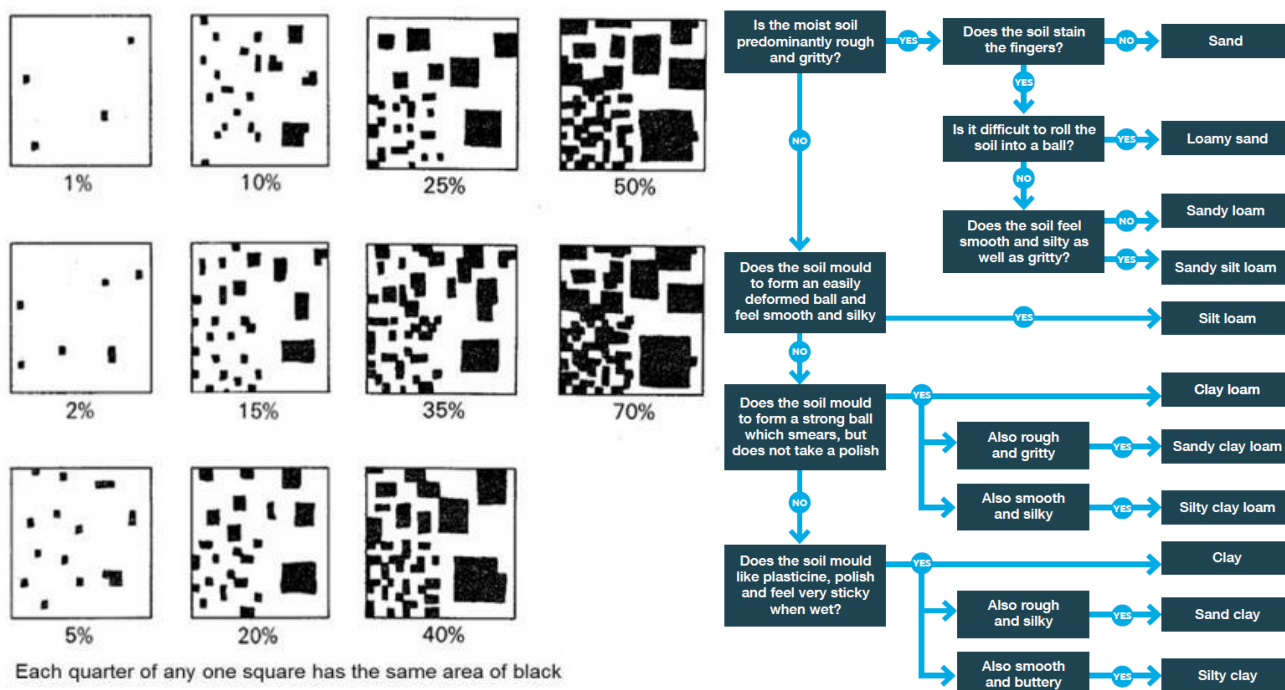 1%
10%
25%
50%
2%
15%
35%
70%
5%
20%
40%
Each quarter of any one square has the same area of black
Is the moist soil
predominantly rough
and gritty?
YES
Does the soil stain
the fingers?
NO
Sand
YES
Is it difficult to roll the
soil into a ball?
YES
Loamy sand
NO
NO
Does the soil feel
smooth and silty as
well as gritty?
NO
Sandy loam
YES
Sandy silt loam
Does the soil mould
to form an easily
deformed ball and
feel smooth and silky
YES
Silt loam
NO
Does the soil mould
to form a strong ball
which smears, but
does not take a polish
YES
Clay loam
Also rough
and gritty
YES
Sandy clay loam
Also smooth
and silky
YES
Silty clay loam
NO
Does the soil mould
like plasticine, polish
and feel very sticky
when wet?
YES
Clay
Also rough
and silky
YES
Sand clay
Also smooth
and buttery
YES
Silty clay